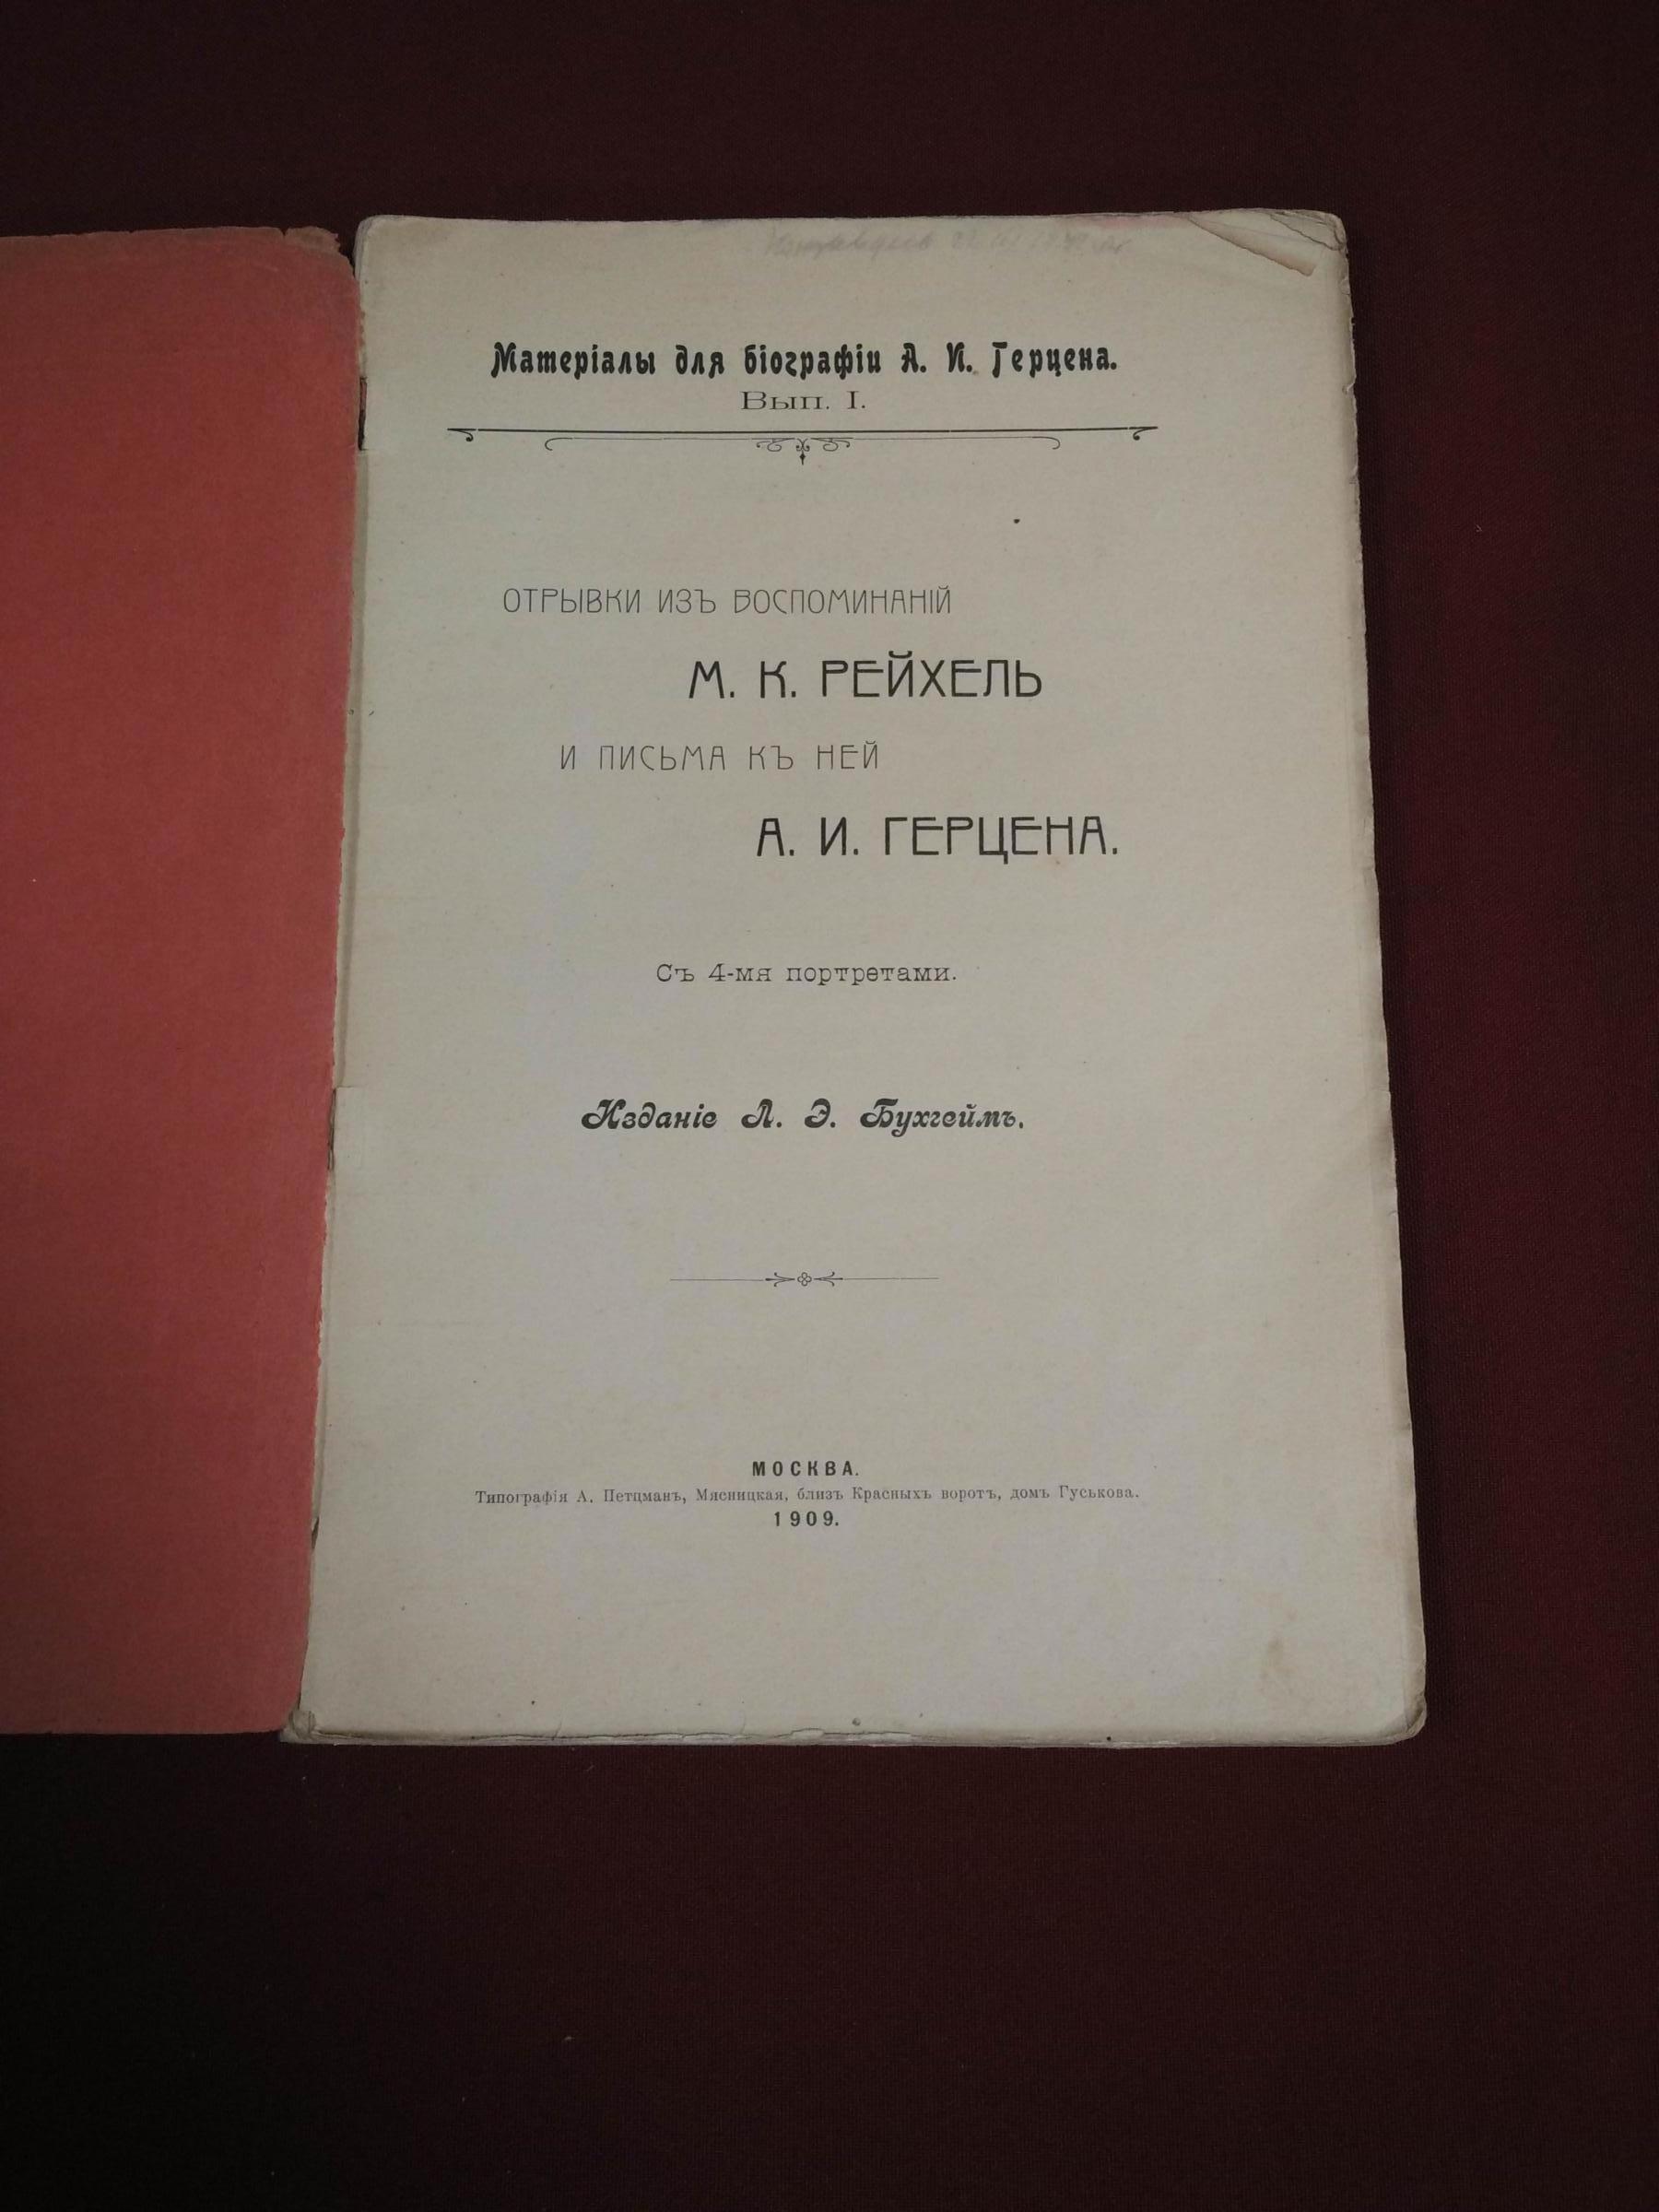 Матеріалы для біографіи А. И. Герцена.
Вып. I.
ОТРЫВКИ ИЗЪ ВОСПОМИНАНІЙ
М. К. РЕЙХЕЛЬ
И ПИСЬМА КЪ НЕЙ
А. И. ГЕРЦЕНА.
Съ 4-мя портретами.
Изданіе Л. Э. Бухгеймъ.
МОСКВА.
Типографія А. Петцманъ, Мясницкая, близъ Красныхъ воротъ, домъ Гуськова.
1909.